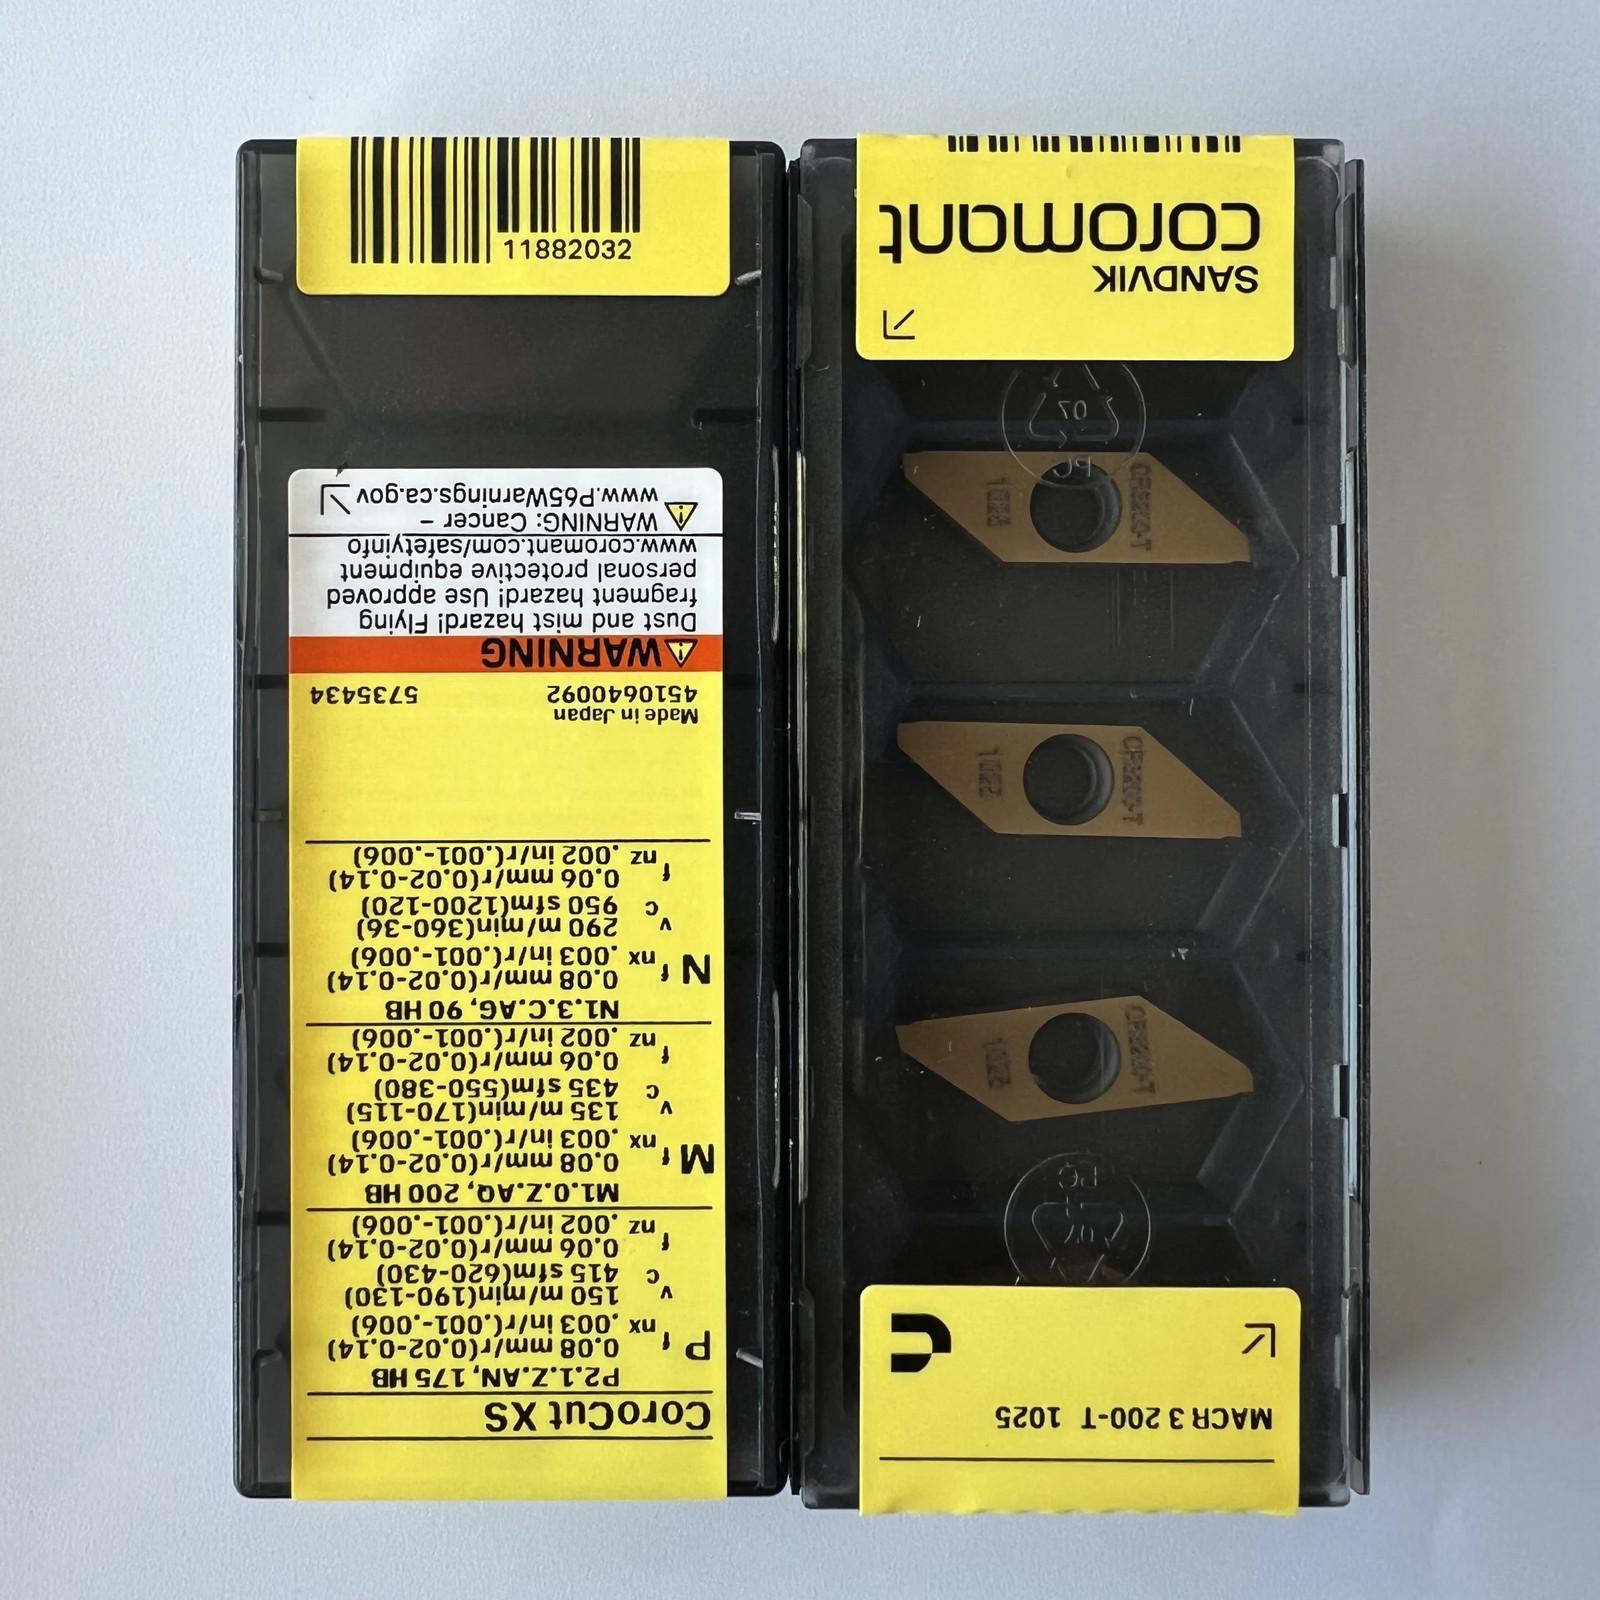 11882032
CoroCut XS
P2.1.Z.AN, 175 HB
P f nx 0.08 mm/r(0.02-0.14)
.003 in/r(.001-.006)
v c 150 m/min(190-130)
415 sfm(620-430)
f nz 0.06 mm/r(0.02-0.14)
.002 in/r(.001-.006)
M1.0.Z.AQ, 200 HB
M f nx 0.08 mm/r(0.02-0.14)
.003 in/r(.001-.006)
v c 135 m/min(170-115)
435 sfm(550-380)
f nz 0.06 mm/r(0.02-0.14)
.002 in/r(.001-.006)
N1.3.C.AG, 90 HB
N f nx 0.08 mm/r(0.02-0.14)
.003 in/r(.001-.006)
v c 290 m/min(360-36)
950 sfm(1200-120)
f nz 0.06 mm/r(0.02-0.14)
.002 in/r(.001-.006)
Made in Japan
4510640092 5735434
WARNING
Dust and mist hazard! Flying
fragment hazard! Use approved
personal protective equipment
www.coromant.com/safetyinfo
WARNING: Cancer –
www.P65Warnings.ca.gov
MACR 3 200-T 1025
PC
1025
1025
1025
07
PC
SANDVIK
coromant